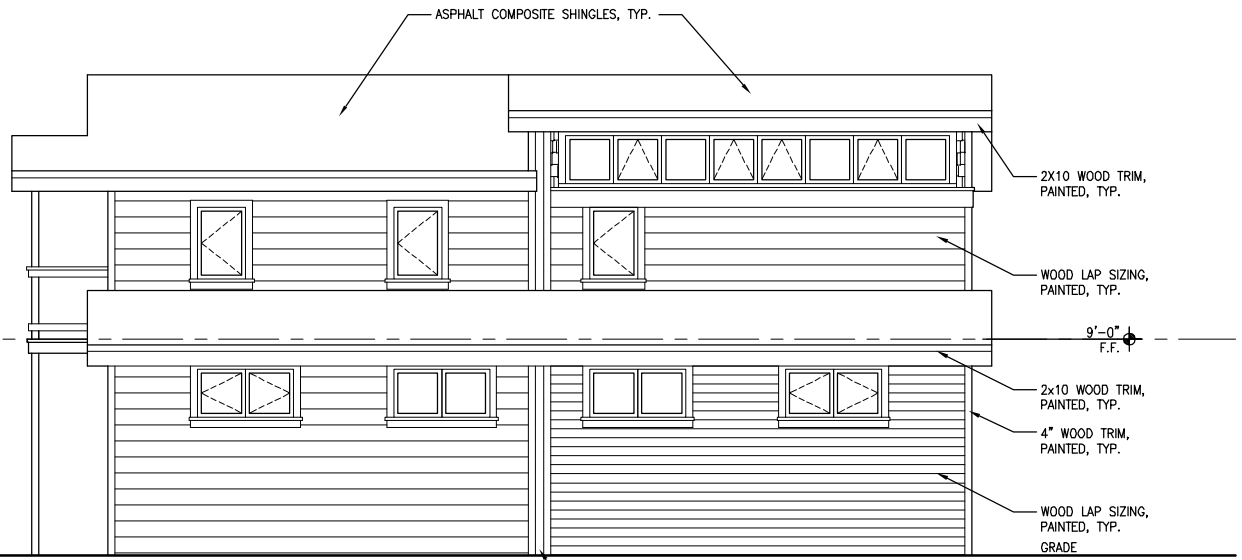 ASPHALT COMPOSITE SHINGLES, TYP.
2X10 WOOD TRIM,
PAINTED, TYP.
WOOD LAP SIZING,
PAINTED, TYP.
9'-0"
F.F.
2x10 WOOD TRIM,
PAINTED, TYP.
4" WOOD TRIM,
PAINTED, TYP.
WOOD LAP SIZING,
PAINTED, TYP.
GRADE